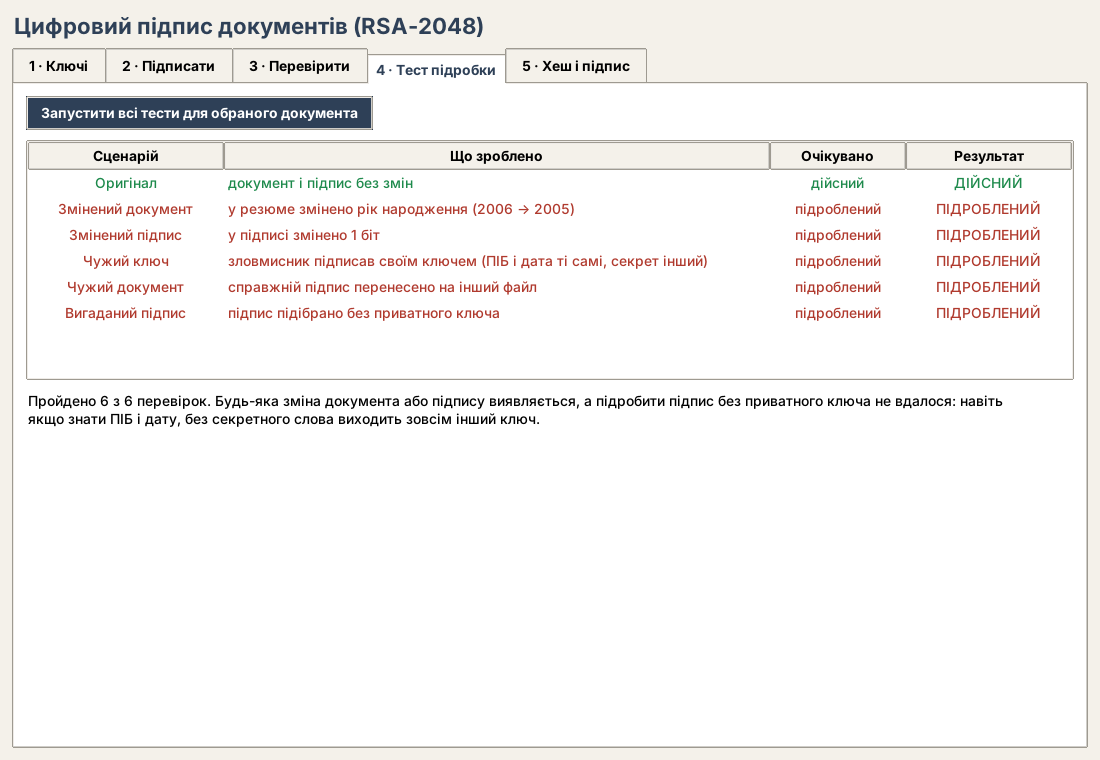 Цифровий підпис документів (RSA-2048)
1 · Ключі
2 · Підписати
3 · Перевірити
4 · Тест підробки
5 · Хеш і підпис
Запустити всі тести для обраного документа
Сценарій Що зроблено Очікувано Результат
Оригінал документ і підпис без змін дійсний ДІЙСНИЙ
Змінений документ у резюме змінено рік народження (2006 → 2005) підроблений ПІДРОБЛЕНИЙ
Змінений підпис у підписі змінено 1 біт підроблений ПІДРОБЛЕНИЙ
Чужий ключ зловмисник підписав своїм ключем (ПІБ і дата ті самі, секрет інший) підроблений ПІДРОБЛЕНИЙ
Чужий документ справжній підпис перенесено на інший файл підроблений ПІДРОБЛЕНИЙ
Вигаданий підпис підпис підібрано без приватного ключа підроблений ПІДРОБЛЕНИЙ
Пройдено 6 з 6 перевірок. Будь-яка зміна документа або підпису виявляється, а підробити підпис без приватного ключа не вдалося: навіть
якщо знати ПІБ і дату, без секретного слова виходить зовсім інший ключ.